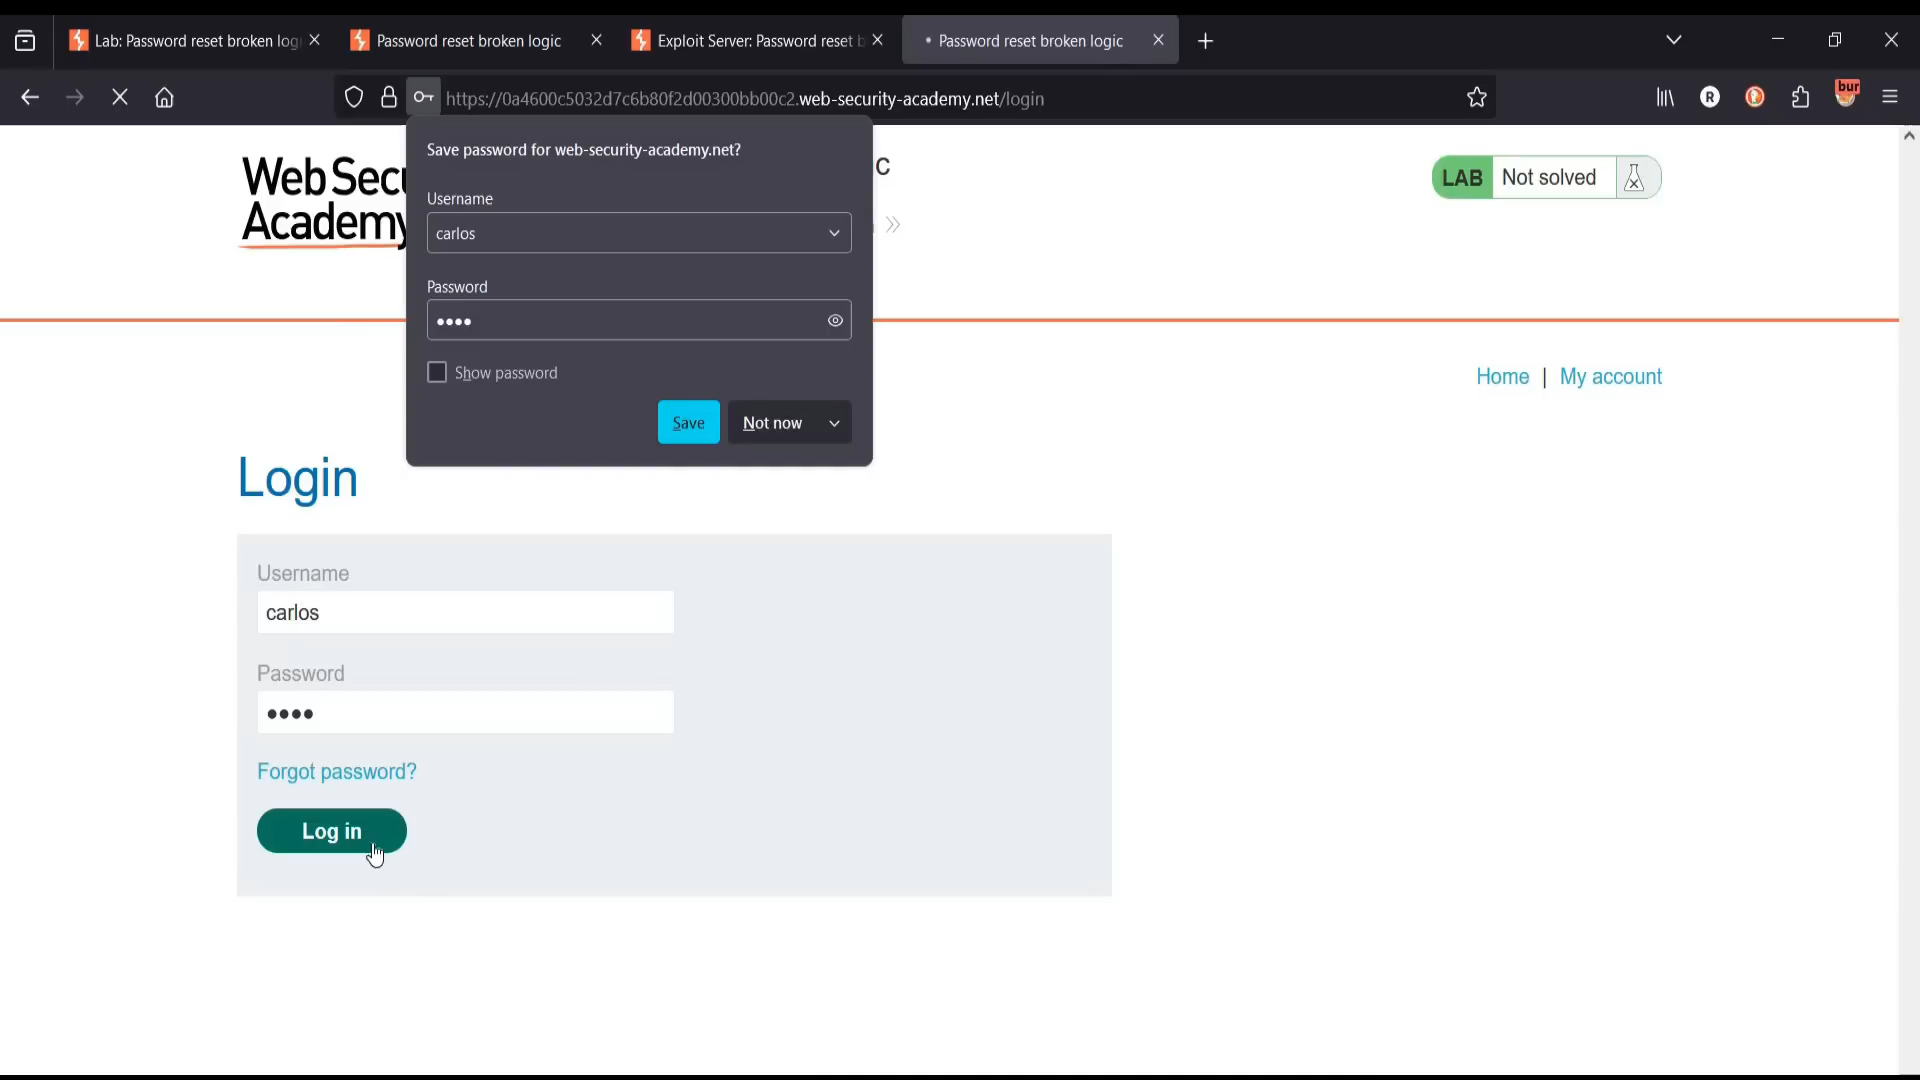 Lab: Password reset broken log
Password reset broken logic
Exploit Server: Password reset b
Password reset broken logic
https://0a4600c5032d7c6b80f2d00300bb00c2.web-security-academy.net/login
R
bur
Save password for web-security-academy.net?
Username
carlos
Password
••••
Show password
Save
Not now
Web Secu
Academy
c
»
LAB Not solved
Home | My account
Login
Username
carlos
Password
••••
Forgot password?
Log in